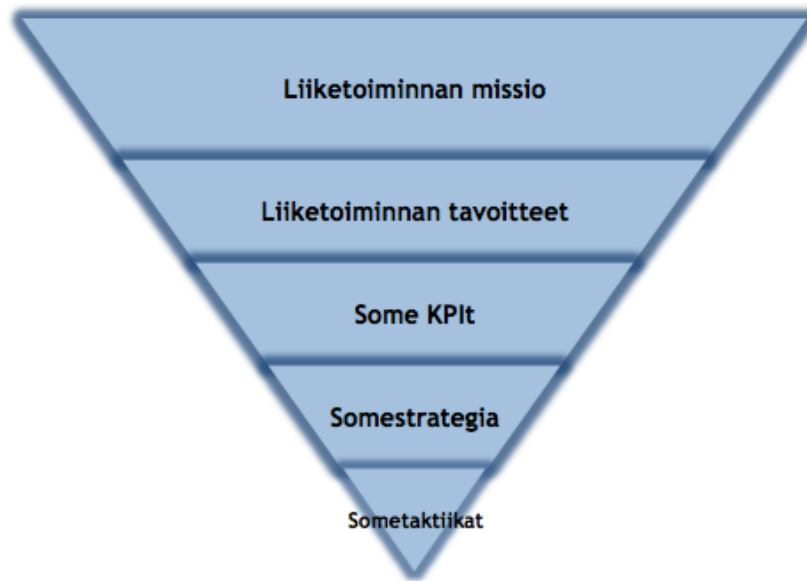 Liiketoiminnan missio
Liiketoiminnan tavoitteet
Some KPIt
Somestrategia
Sometaktiikat